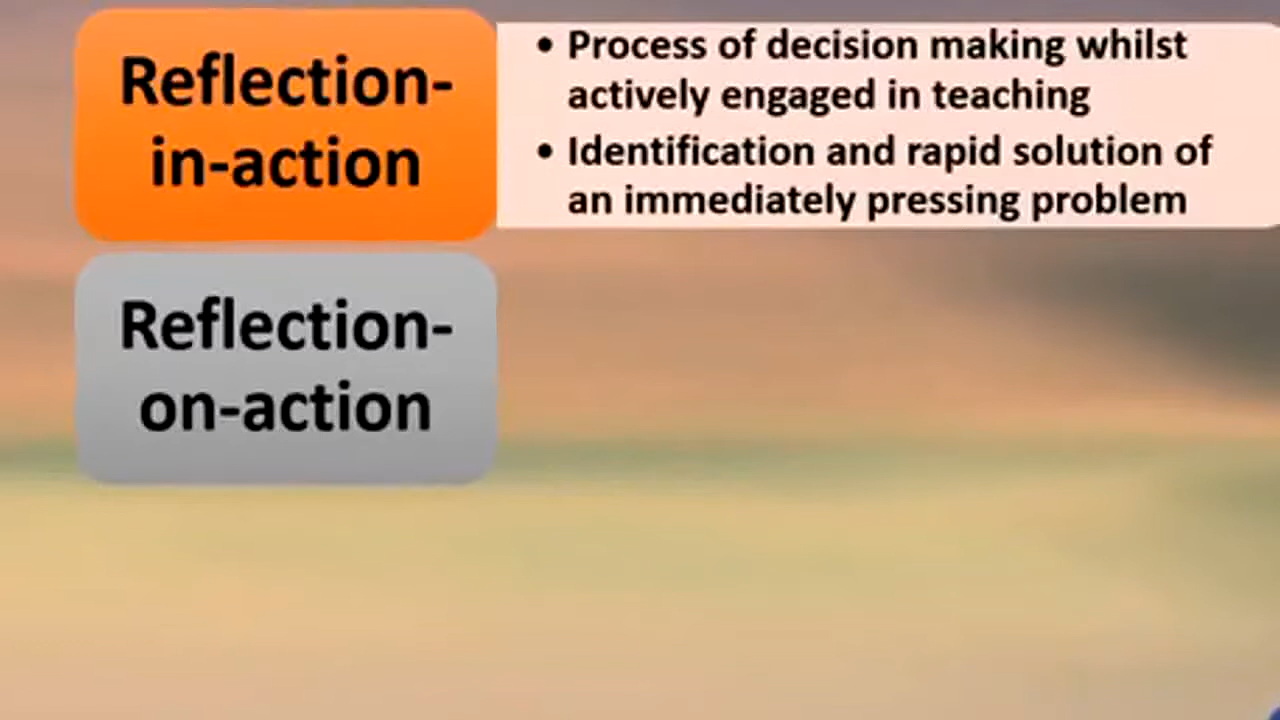 Reflection-
in-action
• Process of decision making whilst
actively engaged in teaching
• Identification and rapid solution of
an immediately pressing problem
Reflection-
on-action